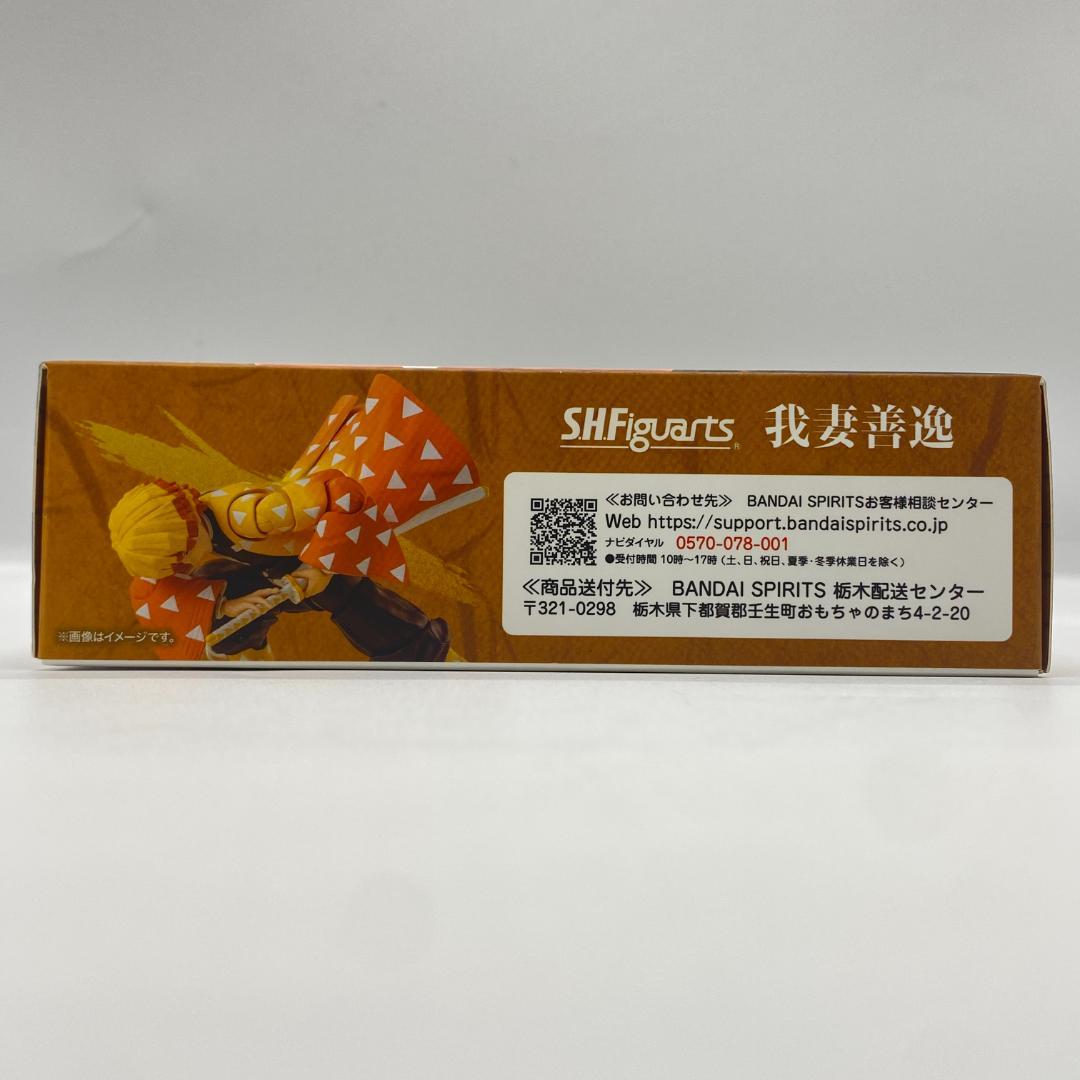 S.H.Figuarts® 我妻善逸
≪お問い合わせ先≫ BANDAI SPIRITSお客様相談センター
Web https://support.bandaispirits.co.jp
ナビダイヤル 0570-078-001
●受付時間 10時～17時（土、日、祝日、夏季・冬季休業日を除く）
≪商品送付先≫ BANDAI SPIRITS 栃木配送センター
〒321-0298 栃木県下都賀郡壬生町おもちゃのまち4-2-20
※画像はイメージです。